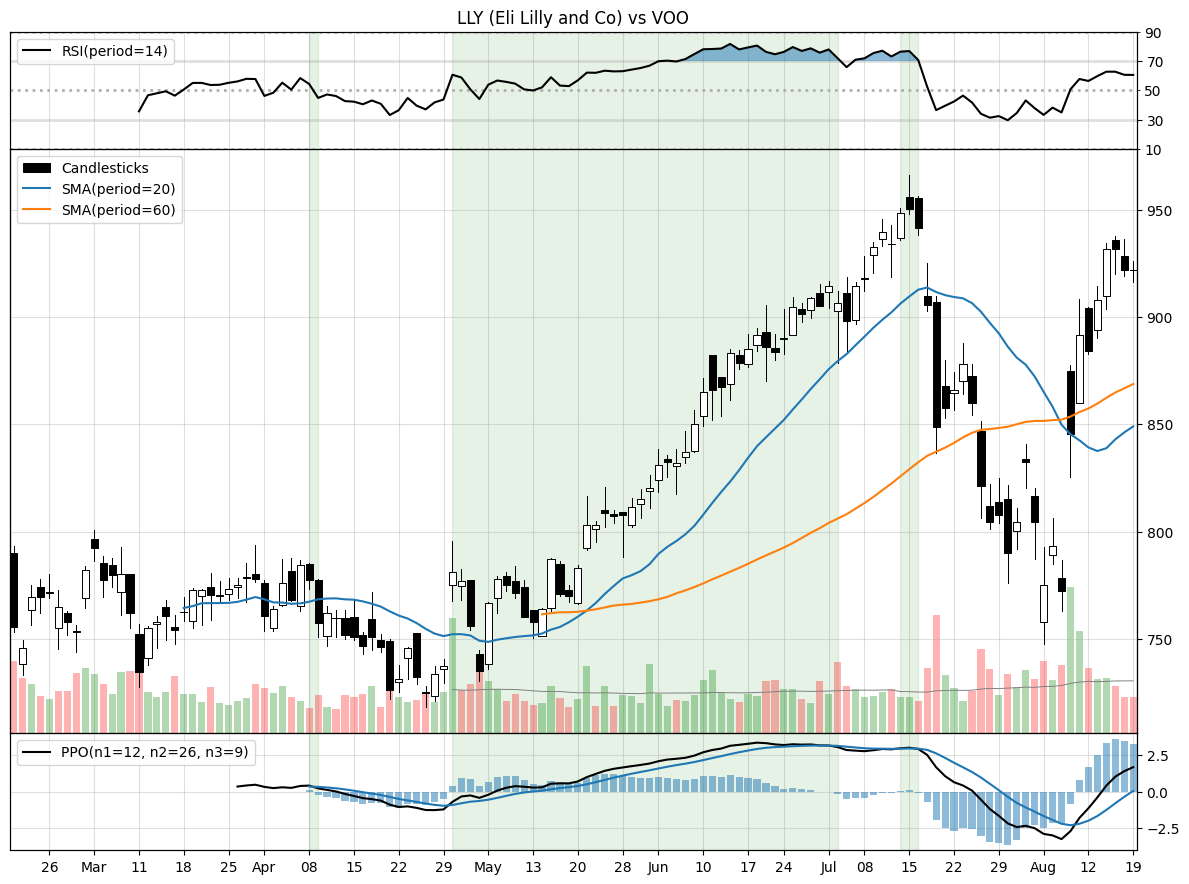 LLY (Eli Lilly and Co) vs VOO
RSI(period=14)
90
70
50
30
10
Candlesticks
SMA(period=20)
SMA(period=60)
950
900
850
800
750
PPO(n1=12, n2=26, n3=9)
2.5
0.0
−2.5
26 Mar 11 18 25 Apr 08 15 22 29 May 13 20 28 Jun 10 17 24 Jul 08 15 22 29 Aug 12 19